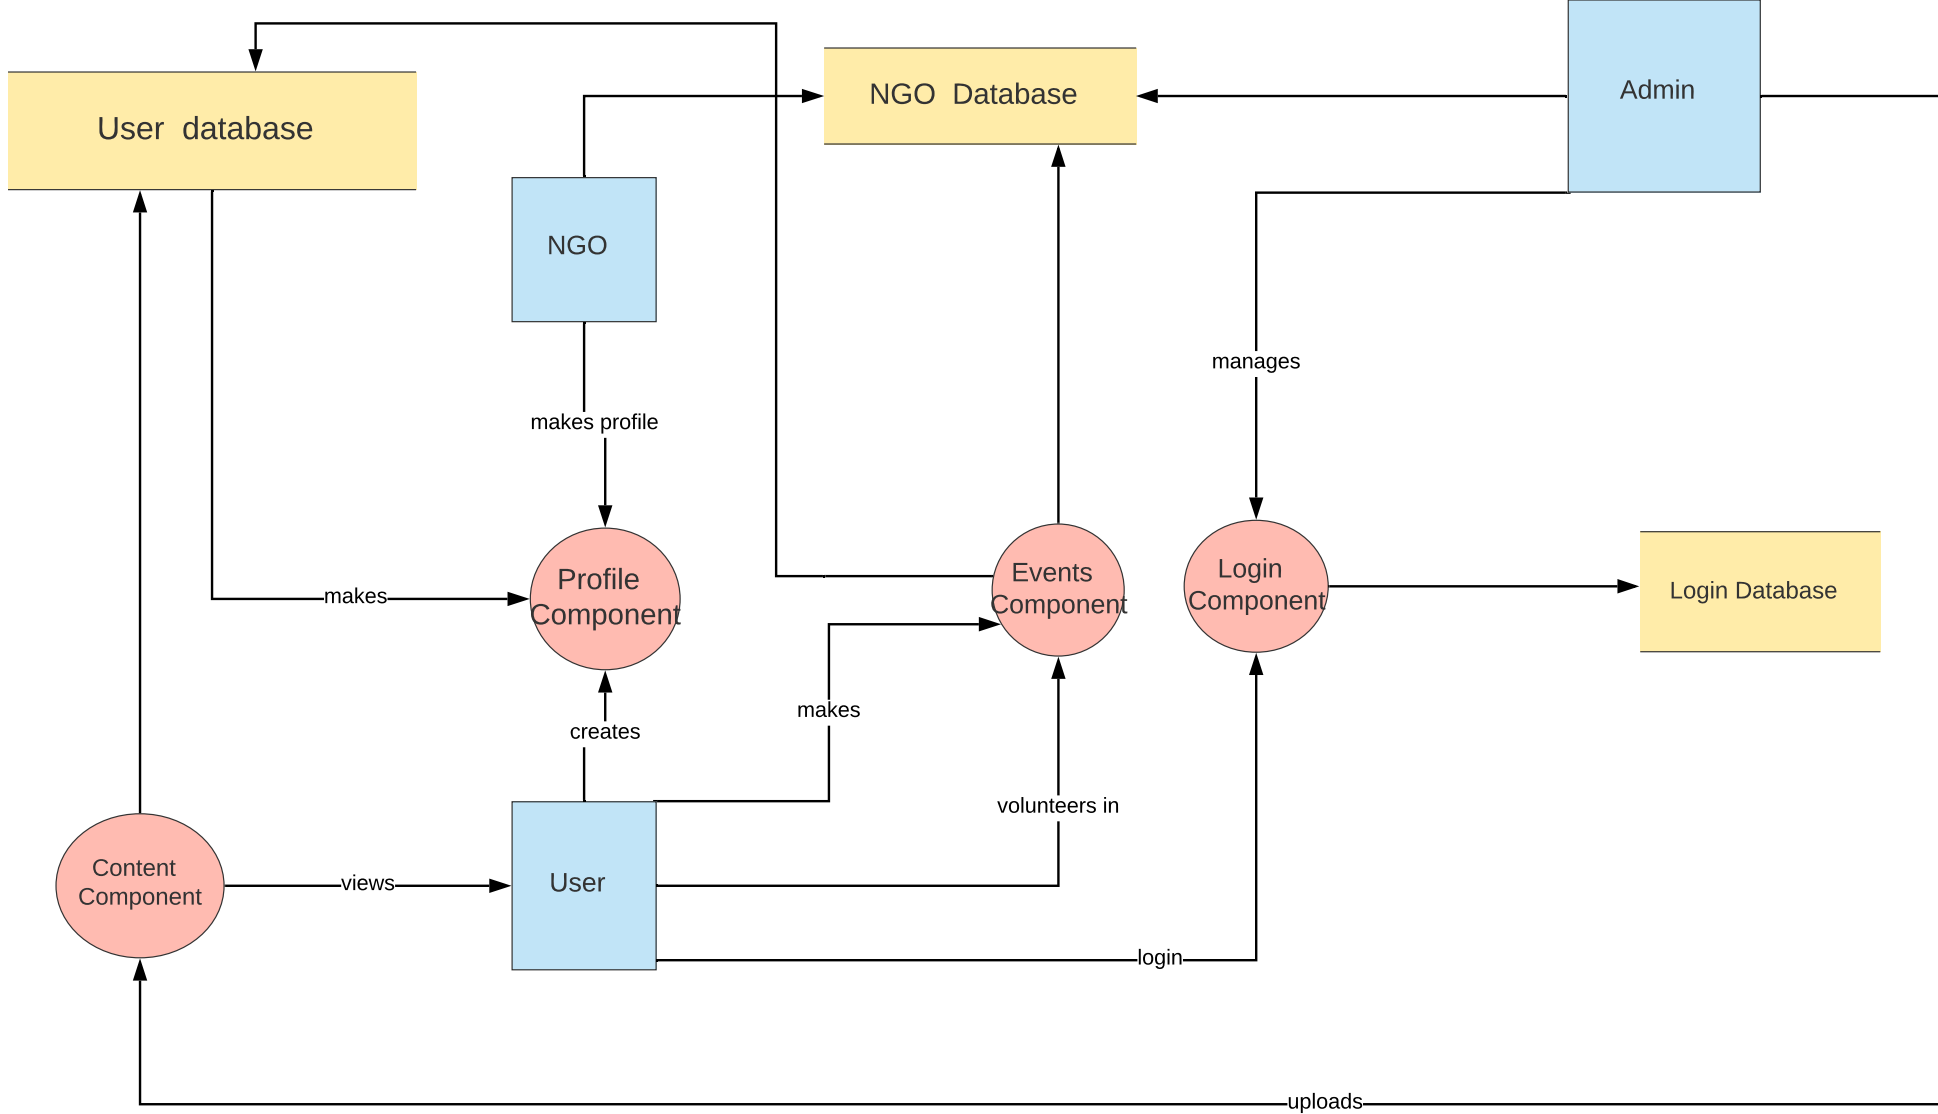 Admin
NGO  Database
User  database
NGO
manages
makes profile
Profile
Component
Events
Component
Login
Component
Login Database
makes
makes
creates
volunteers in
Content
Component
views
User
login
uploads